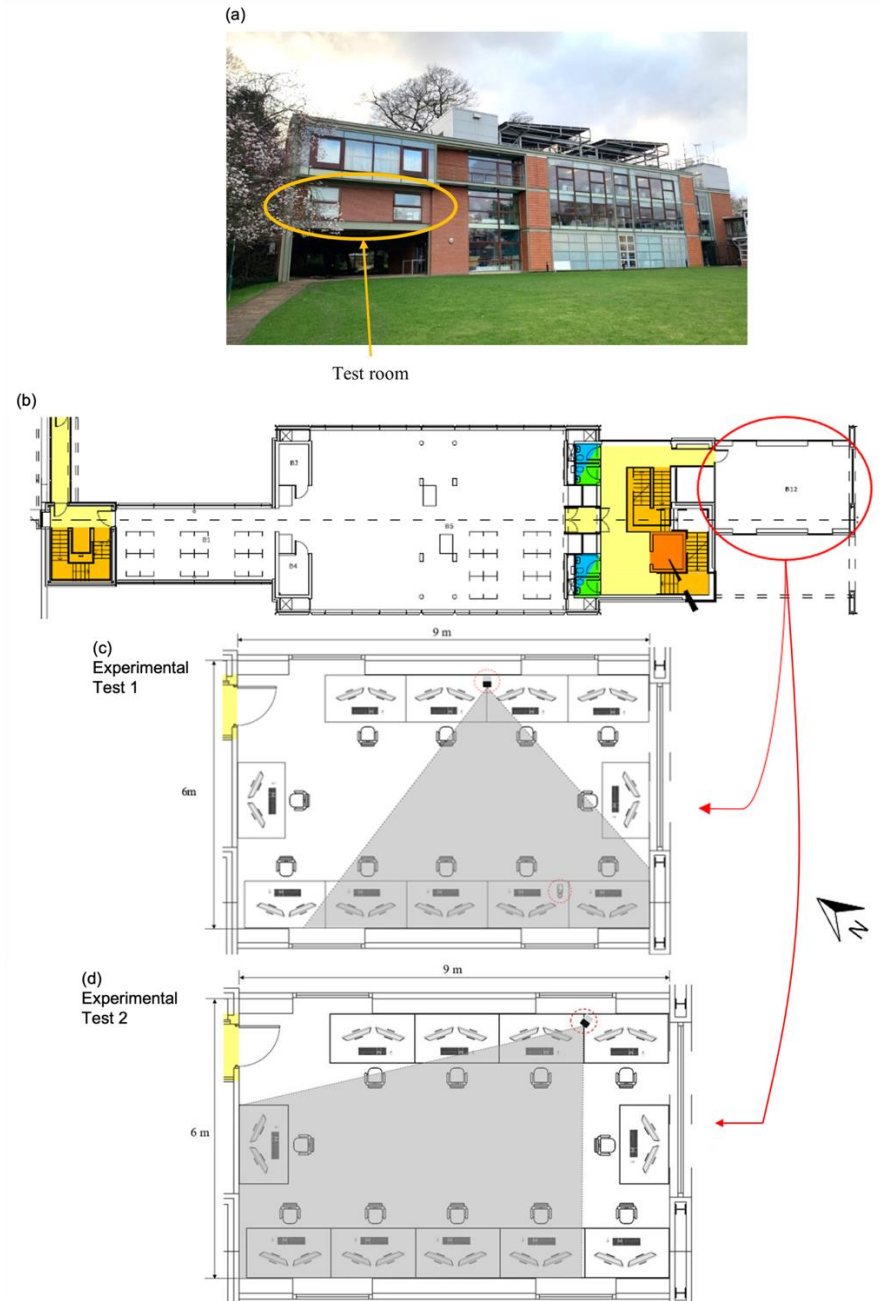 (a)
Test room
(b)
B3
B12
B1
B5
B4
(c)
Experimental
Test 1
9 m
6m
N
(d)
Experimental
Test 2
9 m
6 m